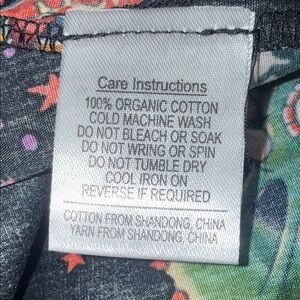 Care Instructions
100% ORGANIC COTTON
COLD MACHINE WASH
DO NOT BLEACH OR SOAK
DO NOT WRING OR SPIN
DO NOT TUMBLE DRY
COOL IRON ON
REVERSE IF REQUIRED
COTTON FROM SHANDONG, CHINA
YARN FROM SHANDONG, CHINA